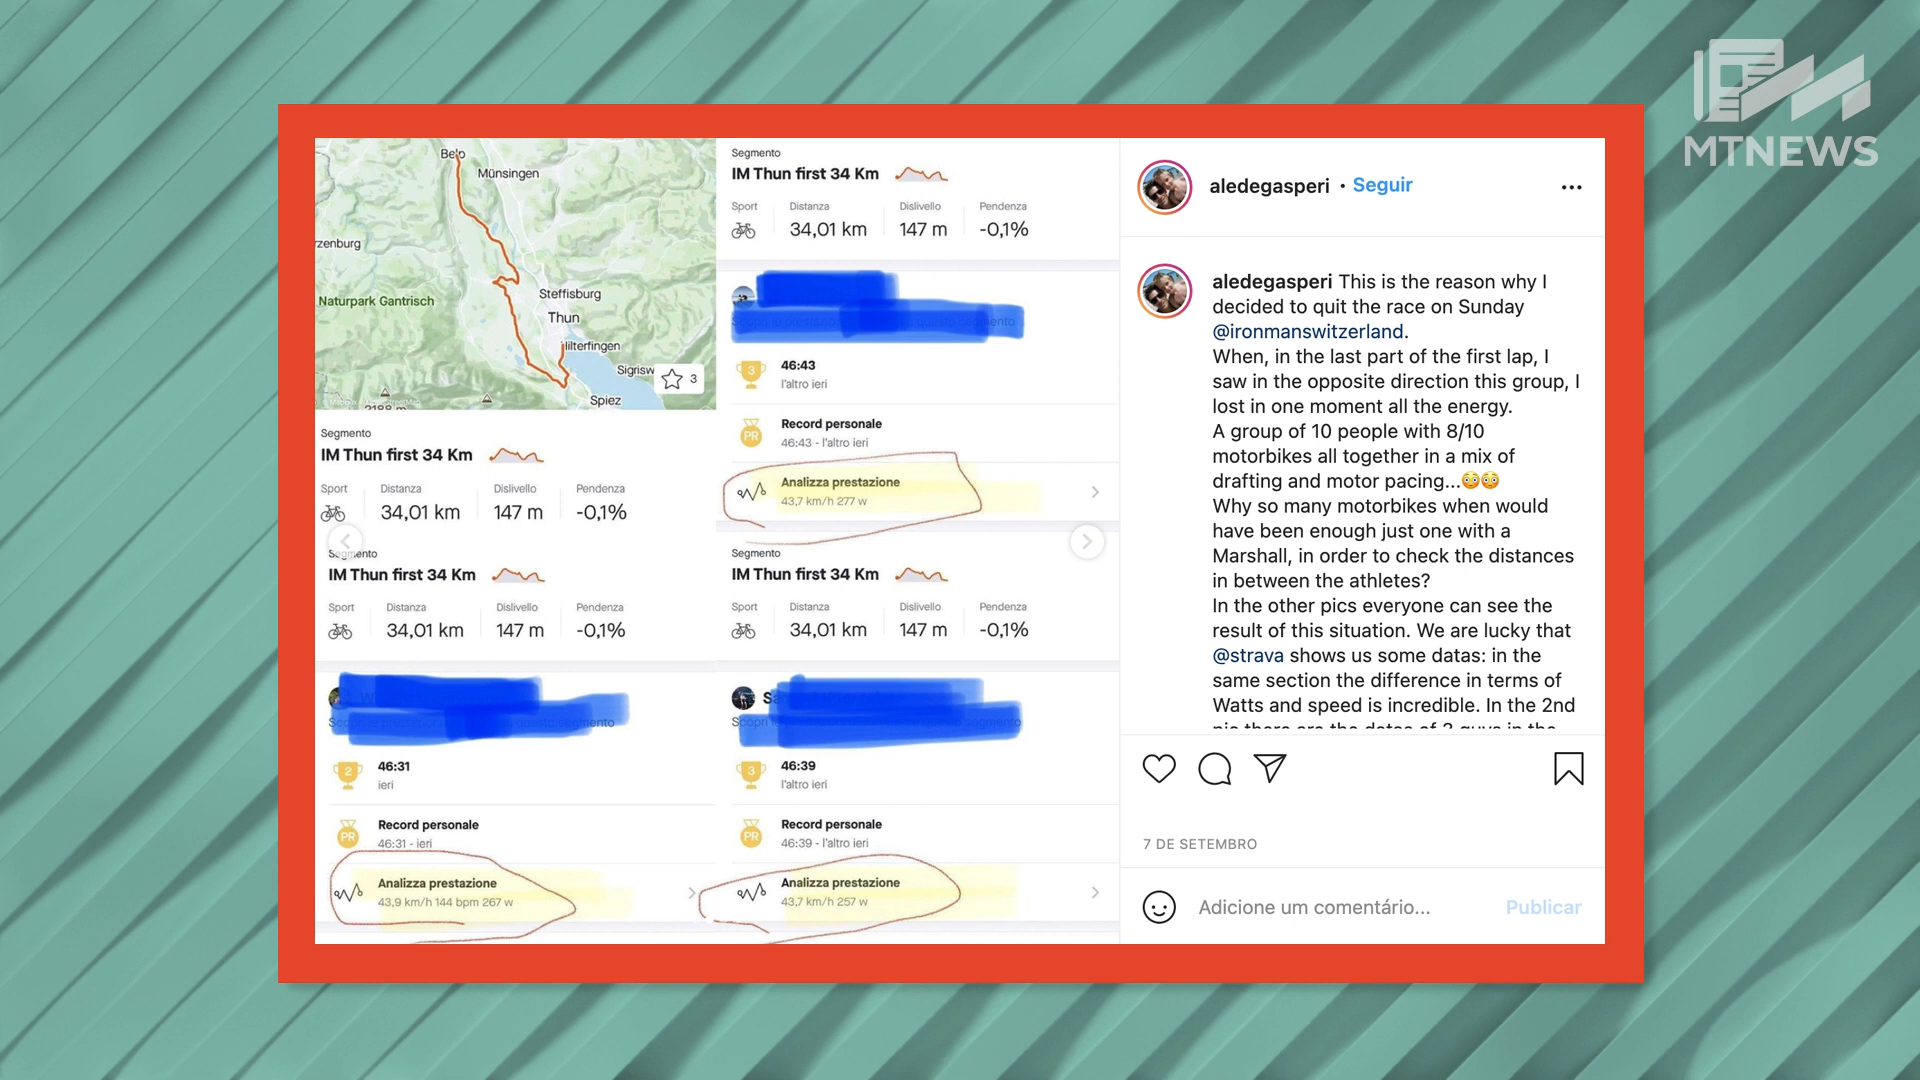 MTNEWS
Belp
Münsingen
rzenburg
Naturpark Gantrisch
Steffisburg
Thun
Hilterfingen
Sigrisw
Spiez
2188 m
3
Segmento
IM Thun first 34 Km
Sport
Distanza
Dislivello
Pendenza
34,01 km
147 m
-0,1%
Segmento
IM Thun first 34 Km
Sport
Distanza
Dislivello
Pendenza
34,01 km
147 m
-0,1%
2
46:31
ieri
PR
Record personale
46:31 - ieri
Analizza prestazione
43,9 km/h 144 bpm 267 w
Segmento
IM Thun first 34 Km
Sport
Distanza
Dislivello
Pendenza
34,01 km
147 m
-0,1%
3
46:43
l'altro ieri
PR
Record personale
46:43 - l'altro ieri
Analizza prestazione
43,7 km/h 277 w
Segmento
IM Thun first 34 Km
Sport
Distanza
Dislivello
Pendenza
34,01 km
147 m
-0,1%
3
46:39
l'altro ieri
PR
Record personale
46:39 - l'altro ieri
Analizza prestazione
43,7 km/h 257 w
aledegasperi • Seguir
aledegasperi This is the reason why I
decided to quit the race on Sunday
@ironmanswitzerland.
When, in the last part of the first lap, I
saw in the opposite direction this group, I
lost in one moment all the energy.
A group of 10 people with 8/10
motorbikes all together in a mix of
drafting and motor pacing...😳😳
Why so many motorbikes when would
have been enough just one with a
Marshall, in order to check the distances
in between the athletes?
In the other pics everyone can see the
result of this situation. We are lucky that
@strava shows us some datas: in the
same section the difference in terms of
Watts and speed is incredible. In the 2nd
7 DE SETEMBRO
Adicione um comentário...
Publicar